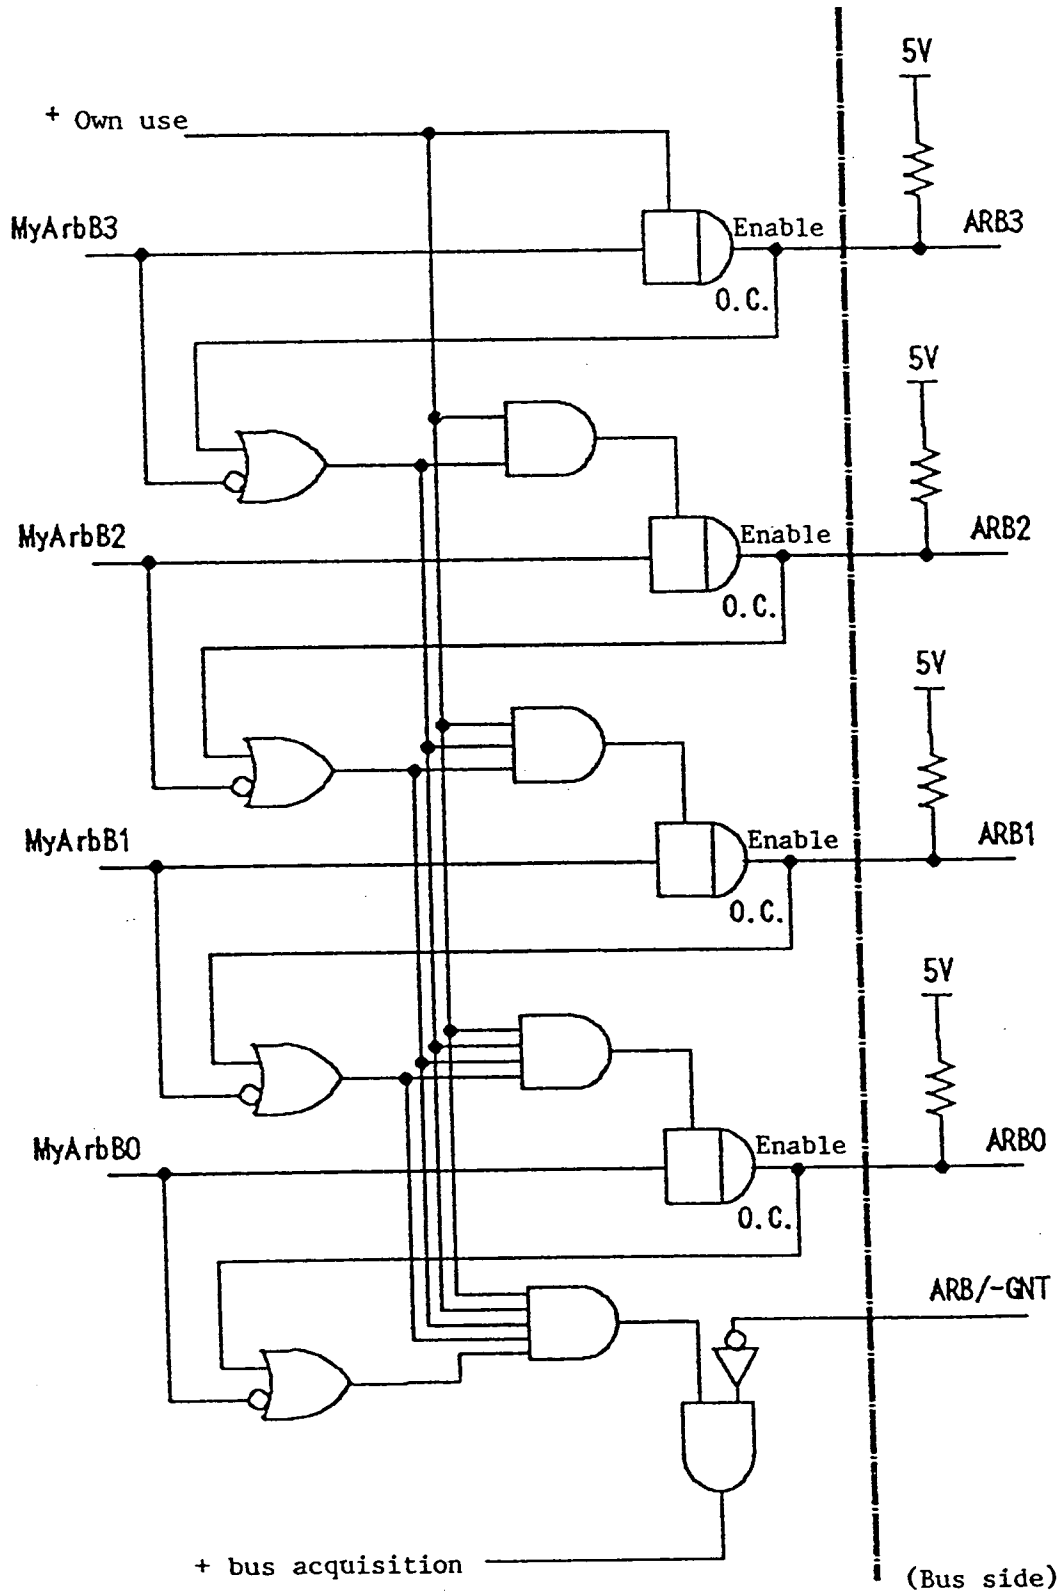 5V
+ Own use
MyArbB3
Enable
ARB3
O.C.
5V
MyArbB2
Enable
ARB2
O.C.
5V
MyArbB1
Enable
ARB1
O.C.
5V
MyArbB0
Enable
ARB0
O.C.
ARB/-GNT
+ bus acquisition
(Bus side)